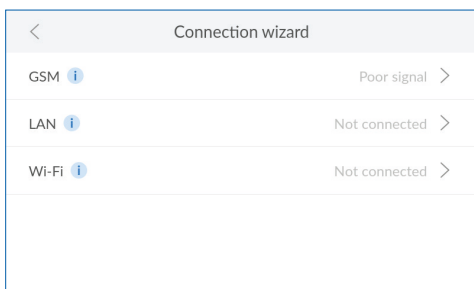 Connection wizard
GSM i Poor signal
LAN i Not connected
Wi-Fi i Not connected